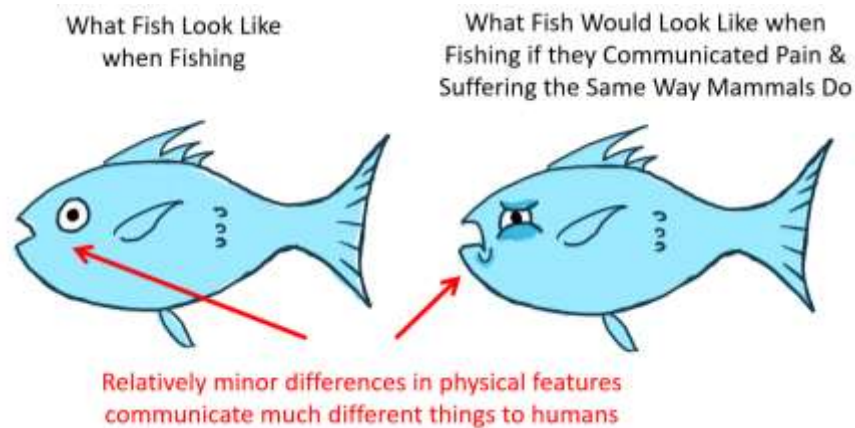 What Fish Look Like
when Fishing
What Fish Would Look Like when
Fishing if they Communicated Pain &
Suffering the Same Way Mammals Do
Relatively minor differences in physical features
communicate much different things to humans